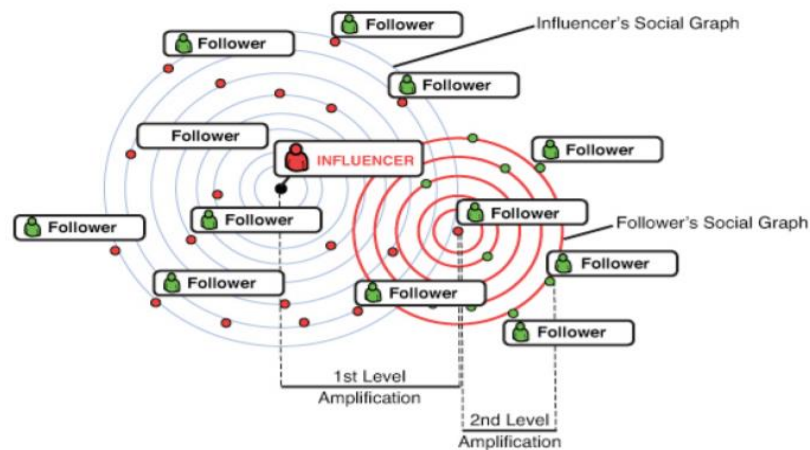 Follower
Influencer's Social Graph
Follower
Follower
Follower
Follower
INFLUENCER
Follower
Follower
Follower
Follower's Social Graph
Follower
Follower
Follower
Follower
1st Level
Amplification
2nd Level
Amplification